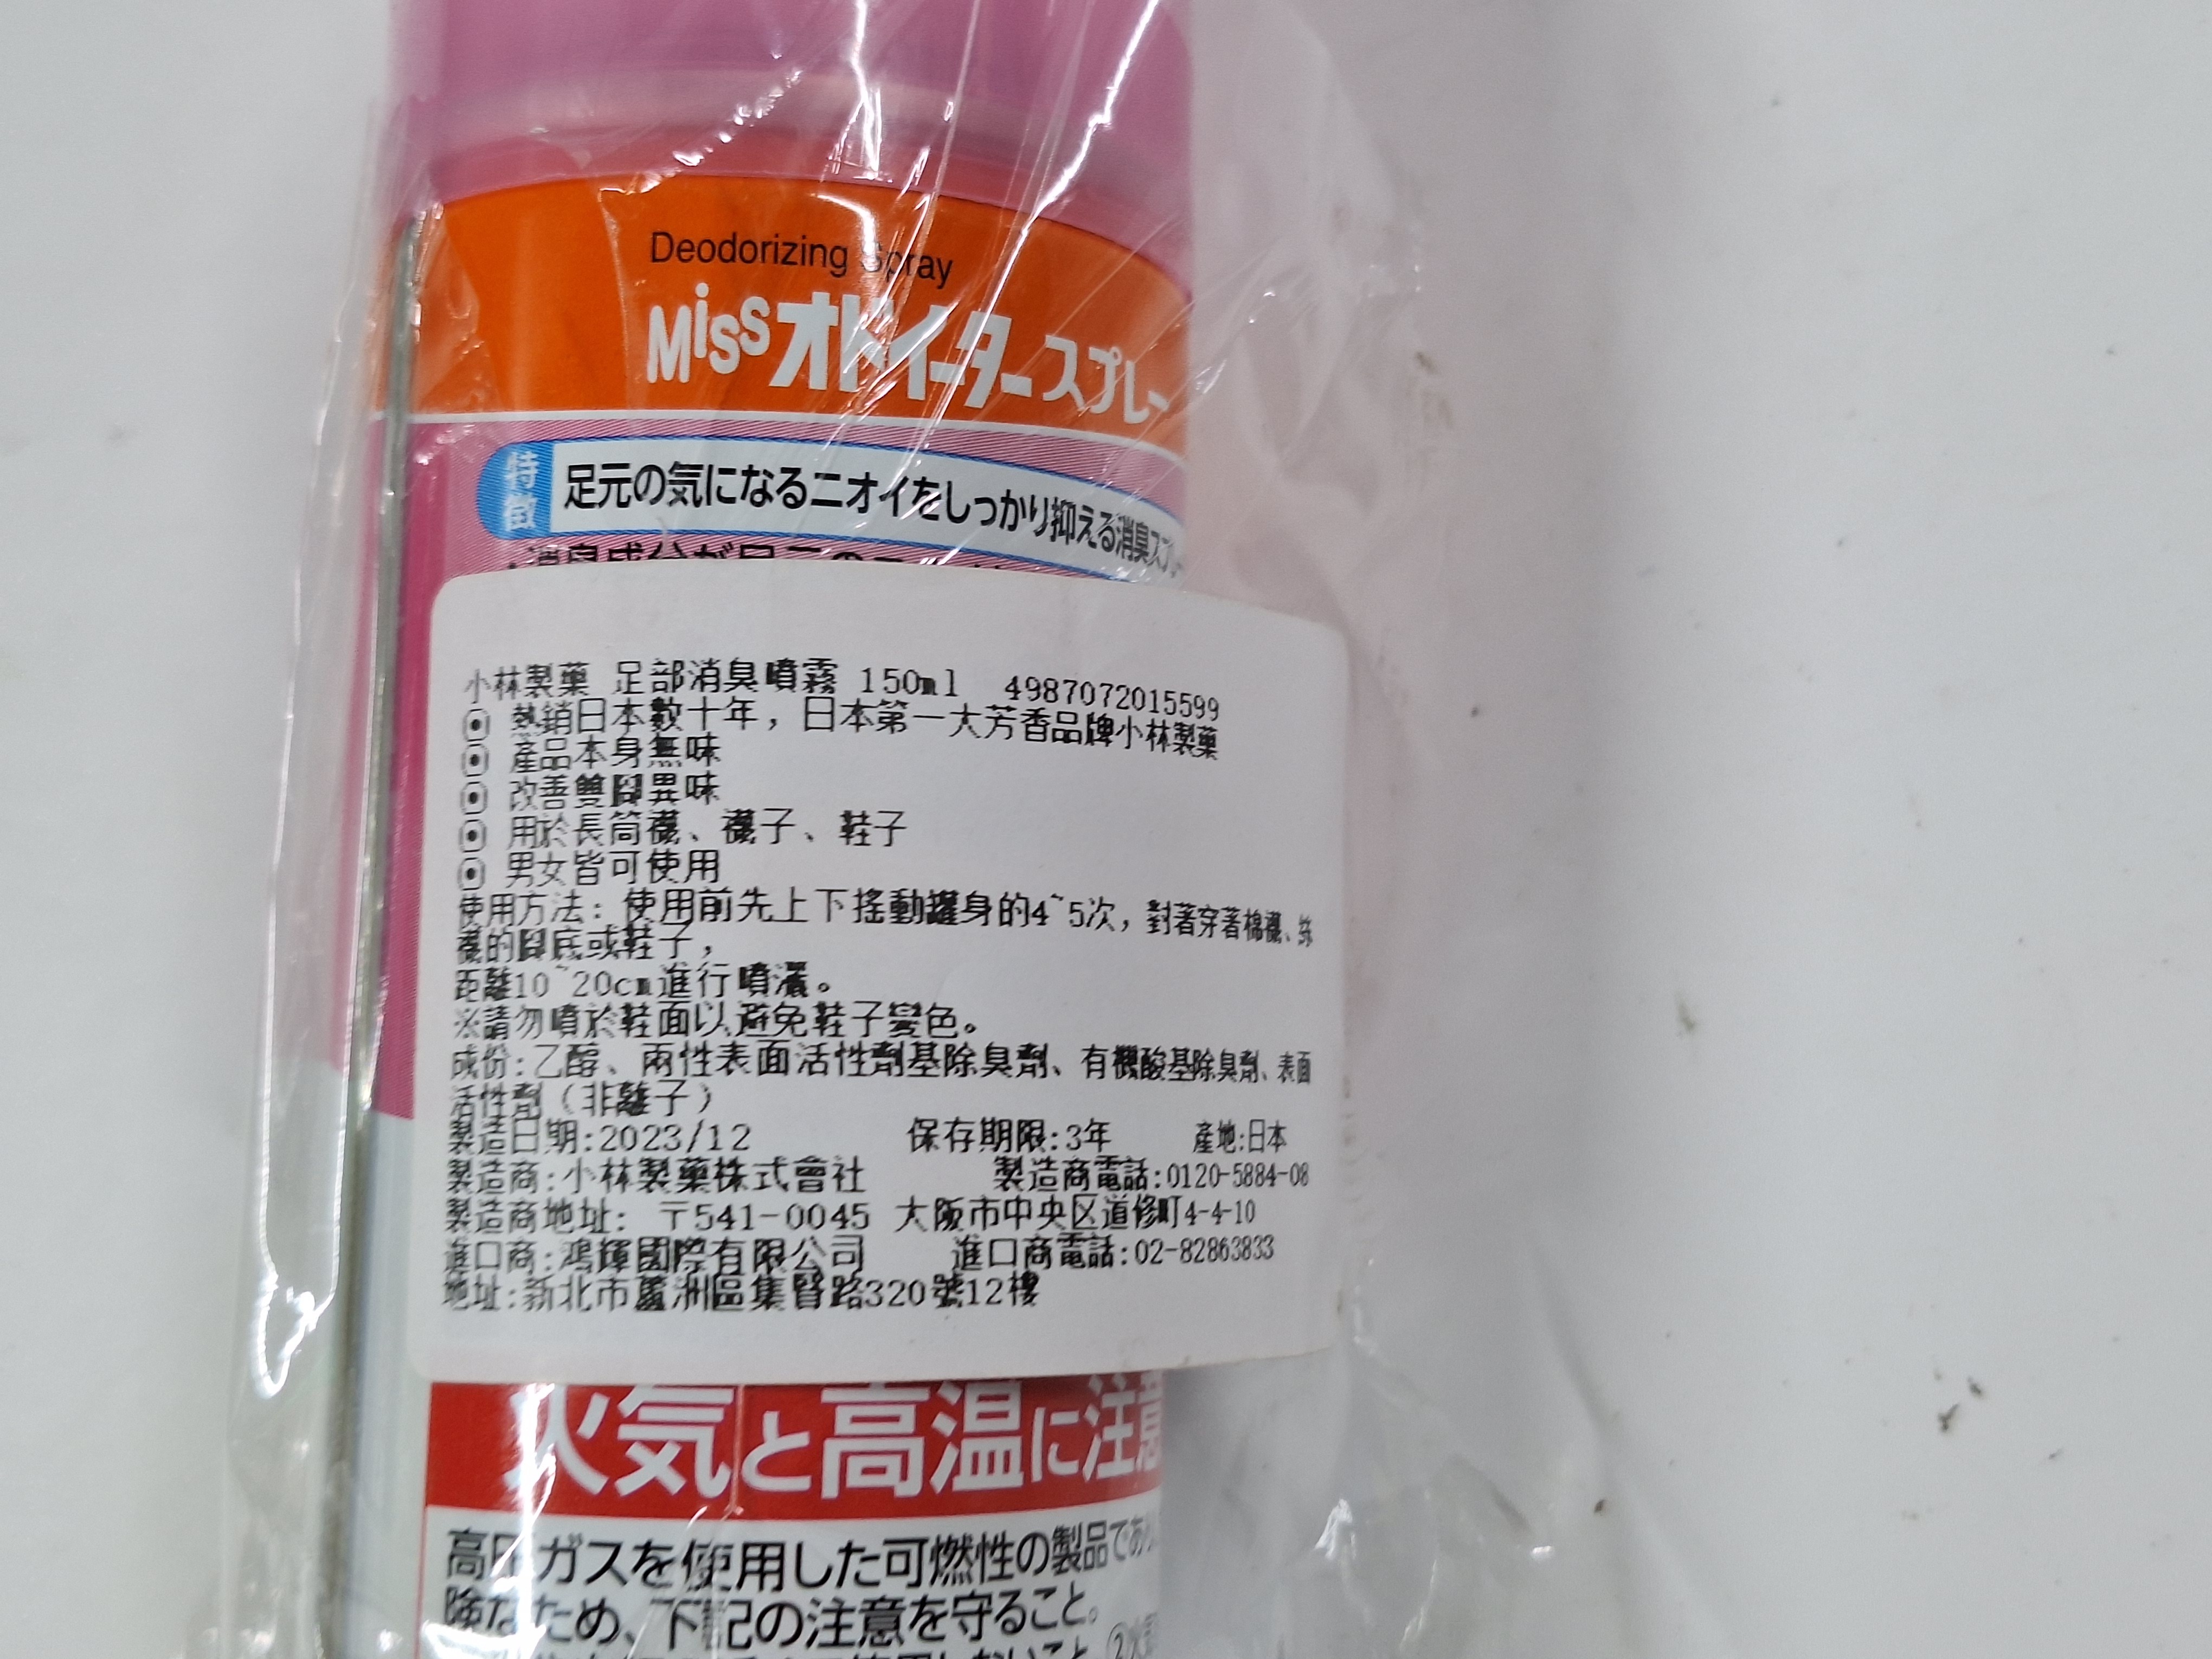 Deodorizing Spray
Missオドイータースプレー
特徴 足元の気になるニオイをしっかり抑える消臭スプレー
小林製藥 足部消臭噴霧 150ml 4987072015599
⊙ 熱銷日本數十年，日本第一大芳香品牌小林製藥
⊙ 產品本身無味
⊙ 改善雙腳異味
⊙ 用於長筒襪、襪子、鞋子
⊙ 男女皆可使用
使用方法: 使用前先上下搖動罐身的4~5次，對著穿著棉襪、絲
襪的腳底或鞋子，
距離10~20cm進行噴灑。
※請勿噴於鞋面以避免鞋子變色。
成份:乙醇、兩性表面活性劑基除臭劑、有機酸基除臭劑、表面
活性劑（非離子）
製造日期:2023/12 保存期限:3年 產地:日本
製造商:小林製藥株式會社 製造商電話:0120-5884-08
製造商地址: 〒541-0045 大阪市中央区道修町4-4-10
進口商:鴻輝國際有限公司 進口商電話:02-82863833
地址:新北市蘆洲區集賢路320號12樓
火気と高温に注意
高圧ガスを使用した可燃性の製品であり
険なため、下記の注意を守ること。